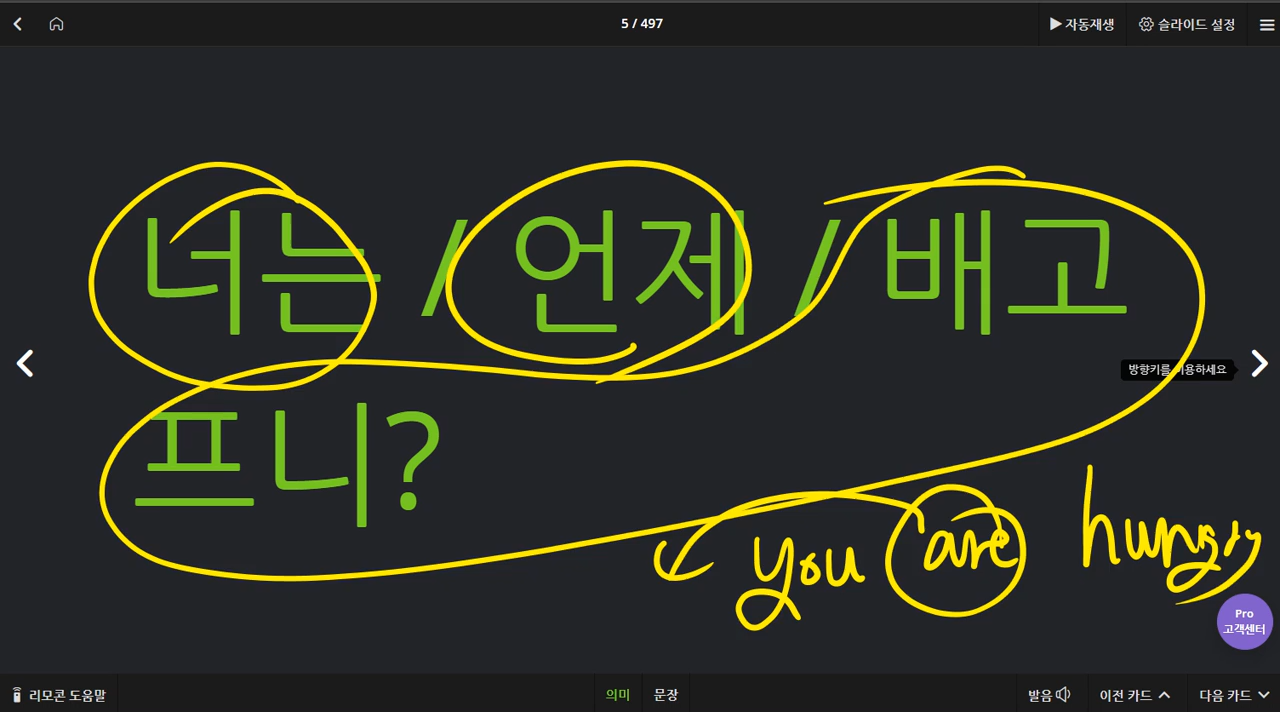 5 / 497
▶ 자동재생
슬라이드 설정
너는 / 언제 / 배고
방향키를 이용하세요
프니?
you are hungry
Pro
고객센터
리모콘 도움말
의미
문장
발음
이전 카드
다음 카드